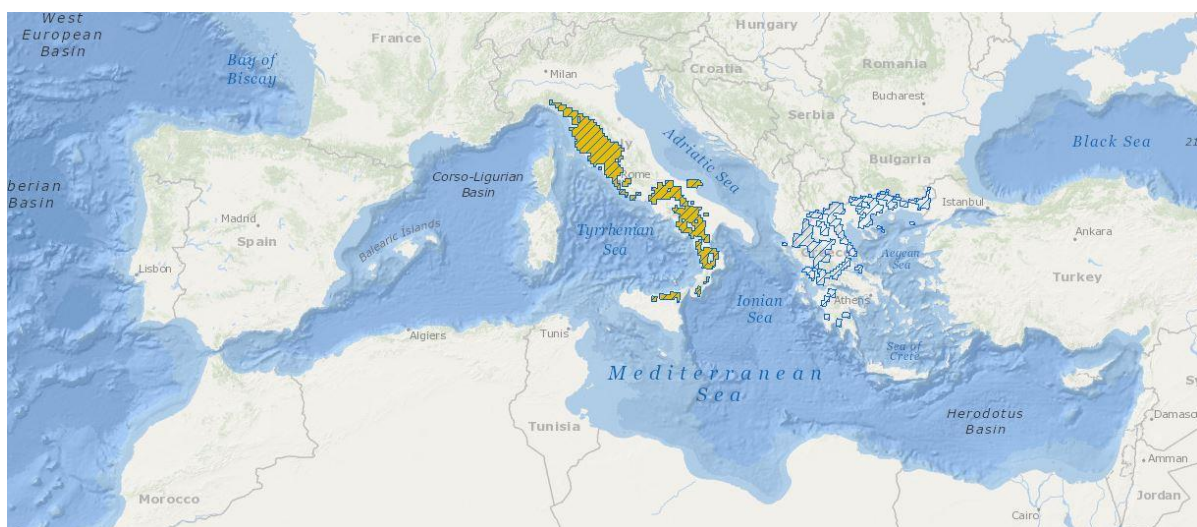 West
European
Basin
Bay of
Biscay
France
Milan
Hungary
Croatia
Romania
Bucharest
Serbia
Bulgaria
Black Sea
21
Adriatic Sea
y
Rome
Corso-Ligurian
Basin
berian
Basin
Madrid
Spain
Balearic Islands
Lisbon
Tyrrhenian
Sea
Istanbul
Ankara
Turkey
Aegean
Sea
Athens
Ionian
Sea
Sea of
Crete
Algiers
Tunis
Mediterranean
Sea
Herodotus
Basin
Sy
Damasc
Amman
Jordan
Cairo
Tunisia
Morocco